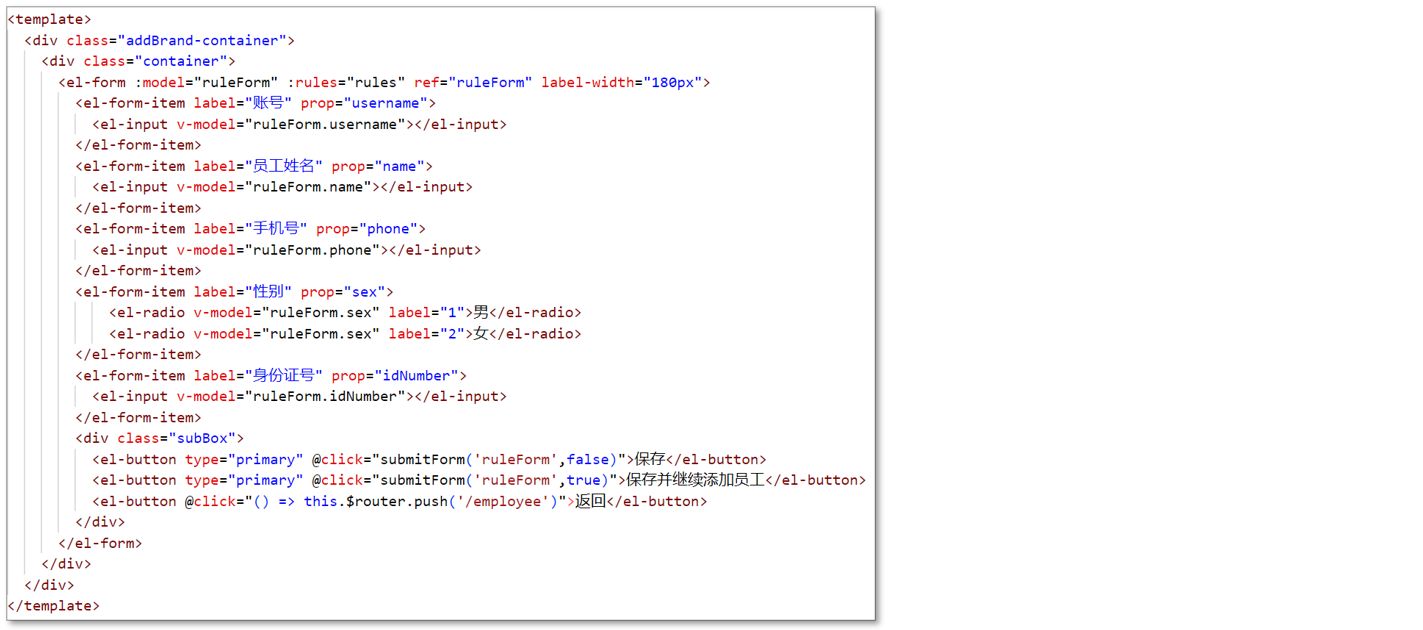 <template>
  <div class="addBrand-container">
    <div class="container">
      <el-form :model="ruleForm" :rules="rules" ref="ruleForm" label-width="180px">
        <el-form-item label="账号" prop="username">
          <el-input v-model="ruleForm.username"></el-input>
        </el-form-item>
        <el-form-item label="员工姓名" prop="name">
          <el-input v-model="ruleForm.name"></el-input>
        </el-form-item>
        <el-form-item label="手机号" prop="phone">
          <el-input v-model="ruleForm.phone"></el-input>
        </el-form-item>
        <el-form-item label="性别" prop="sex">
            <el-radio v-model="ruleForm.sex" label="1">男</el-radio>
            <el-radio v-model="ruleForm.sex" label="2">女</el-radio>
        </el-form-item>
        <el-form-item label="身份证号" prop="idNumber">
          <el-input v-model="ruleForm.idNumber"></el-input>
        </el-form-item>
        <div class="subBox">
          <el-button type="primary" @click="submitForm('ruleForm',false)">保存</el-button>
          <el-button type="primary" @click="submitForm('ruleForm',true)">保存并继续添加员工</el-button>
          <el-button @click="() => this.$router.push('/employee')">返回</el-button>
        </div>
      </el-form>
    </div>
  </div>
</template>